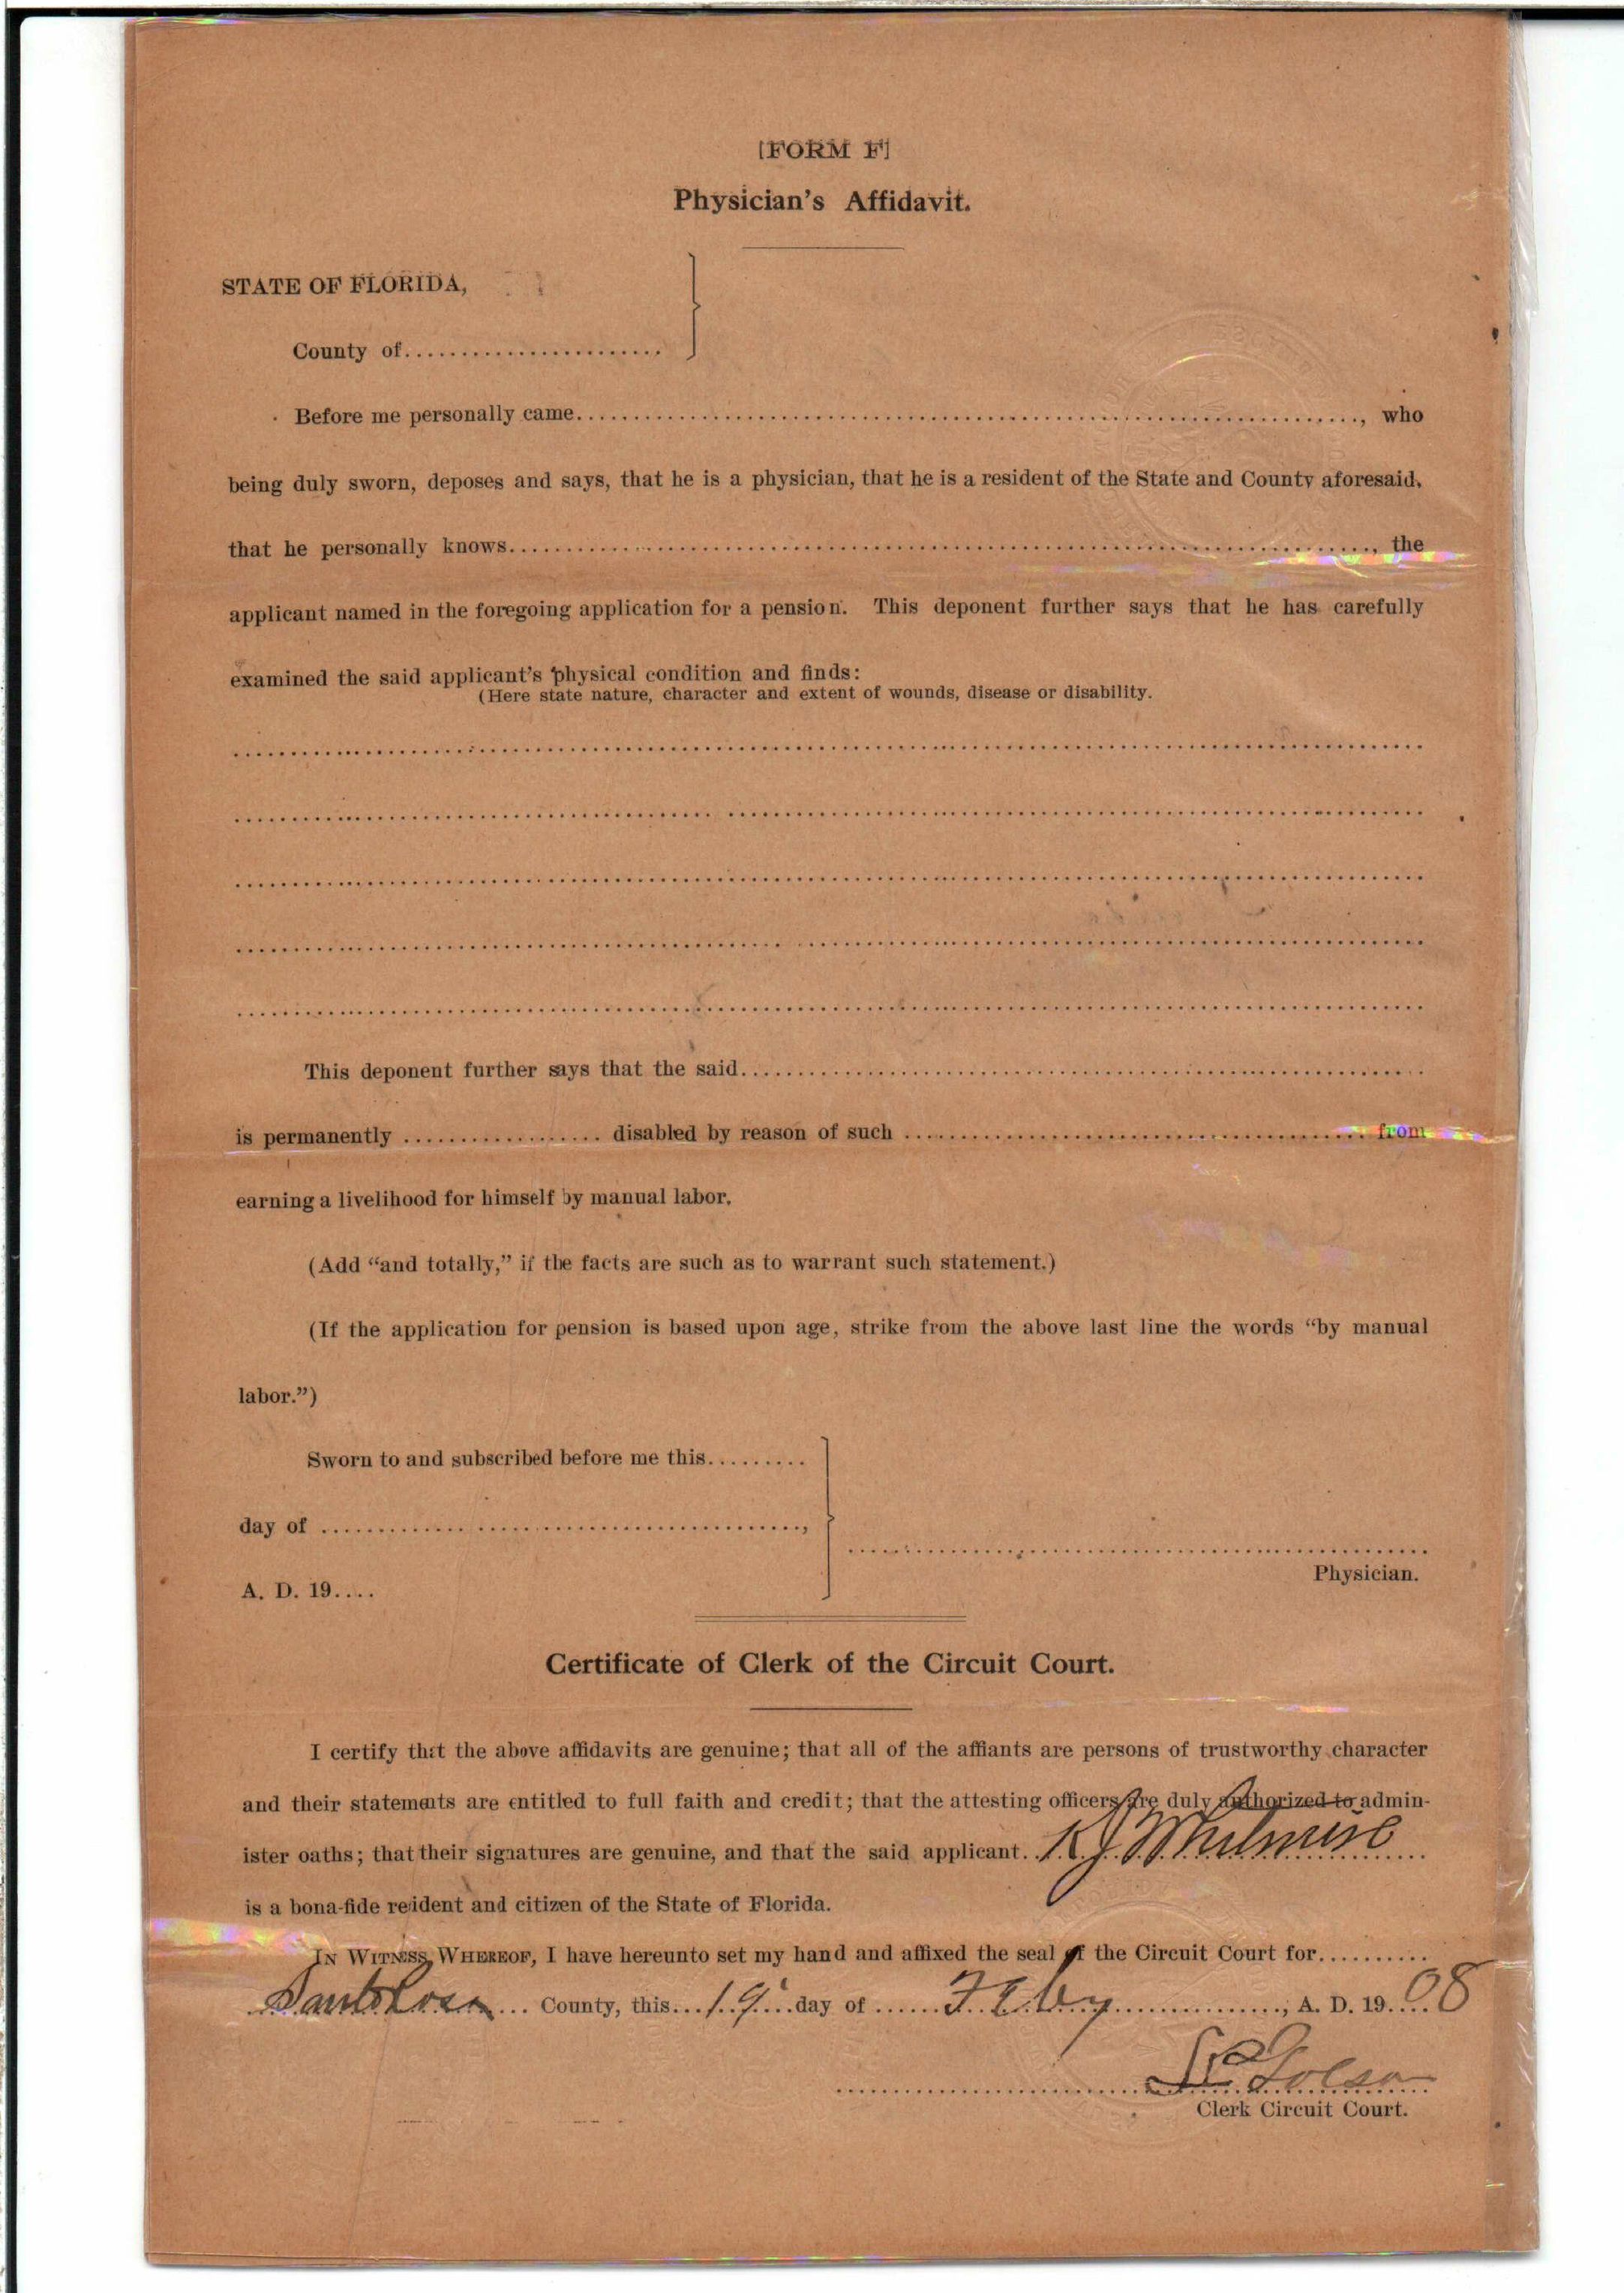 [FORM F]
Physician's Affidavit.
STATE OF FLORIDA,
County of........................
Before me personally came................................................................................, who
being duly sworn, deposes and says, that he is a physician, that he is a resident of the State and County aforesaid,
that he personally knows................................................................................, the
applicant named in the foregoing application for a pension. This deponent further says that he has carefully
examined the said applicant's physical condition and finds:
(Here state nature, character and extent of wounds, disease or disability.
This deponent further says that the said................................................................
is permanently .................. disabled by reason of such .......................................... from
earning a livelihood for himself by manual labor.
(Add “and totally,” if the facts are such as to warrant such statement.)
(If the application for pension is based upon age, strike from the above last line the words “by manual
labor.”)
Sworn to and subscribed before me this.........
day of ................................................,
A. D. 19....
Physician.
Certificate of Clerk of the Circuit Court.
I certify that the above affidavits are genuine; that all of the affiants are persons of trustworthy character
and their statements are entitled to full faith and credit; that the attesting officers are duly authorized to admin-
ister oaths; that their signatures are genuine, and that the said applicant. R. J.
is a bona-fide resident and citizen of the State of Florida.
IN WITNESS WHEREOF, I have hereunto set my hand and affixed the seal of the Circuit Court for..........
Santa Rosa ... County, this... 19 ...day of ...... Feby ..............., A. D. 19..08
Clerk Circuit Court.